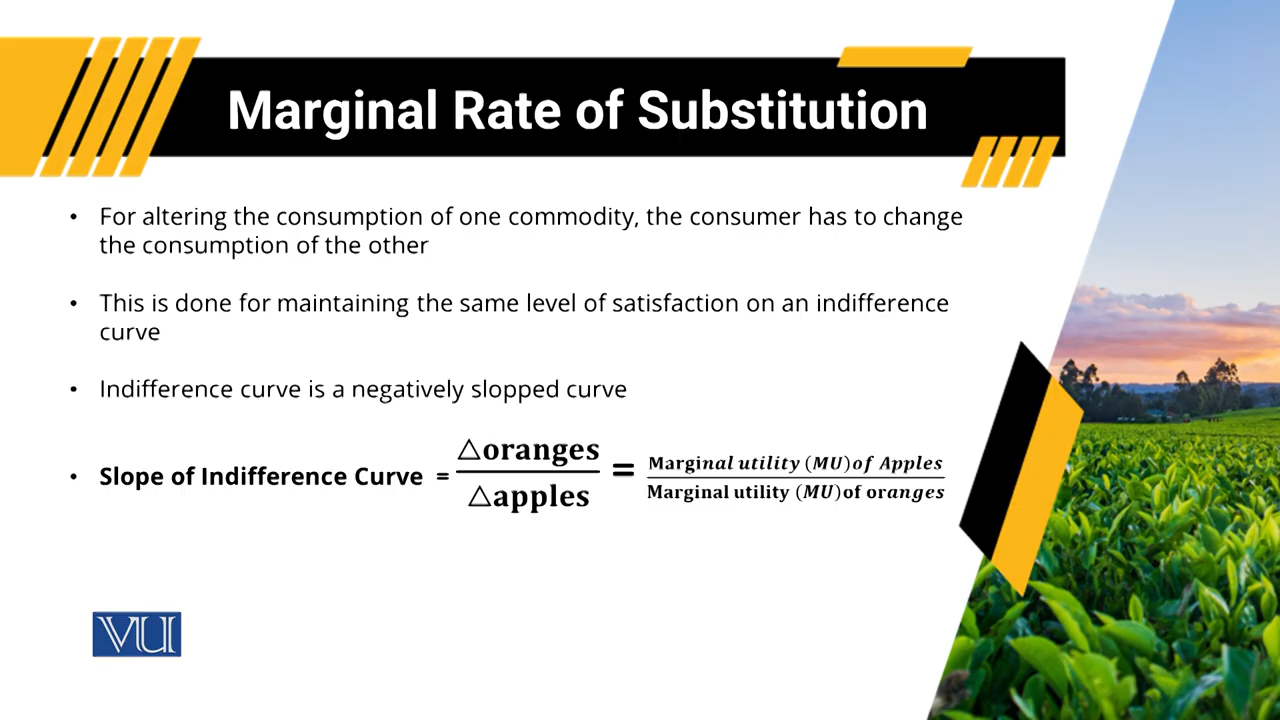 Marginal Rate of Substitution
• For altering the consumption of one commodity, the consumer has to change
the consumption of the other
• This is done for maintaining the same level of satisfaction on an indifference
curve
• Indifference curve is a negatively slopped curve
• Slope of Indifference Curve = △oranges / △apples = Marginal utility (MU)of Apples / Marginal utility (MU)of oranges
VU